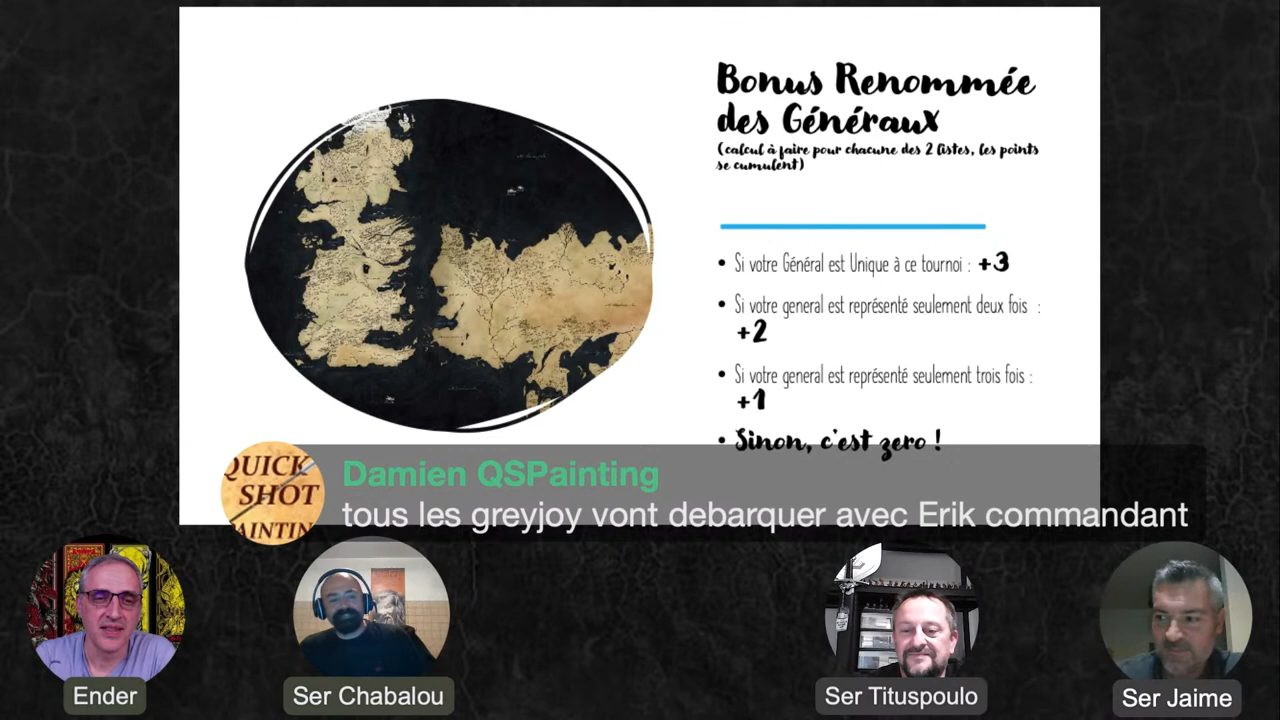 Bonus Renommée
des Généraux
(calcul à faire pour chacune des 2 listes, les points
se cumulent)
• Si votre Général est Unique à ce tournoi : +3
• Si votre general est représenté seulement deux fois :
+2
• Si votre general est représenté seulement trois fois :
+1
• Sinon, c'est zero !
QUICK
SHOT
PAINTIN
Damien QSPainting
tous les greyjoy vont debarquer avec Erik commandant
Ender
Ser Chabalou
Ser Tituspoulo
Ser Jaime